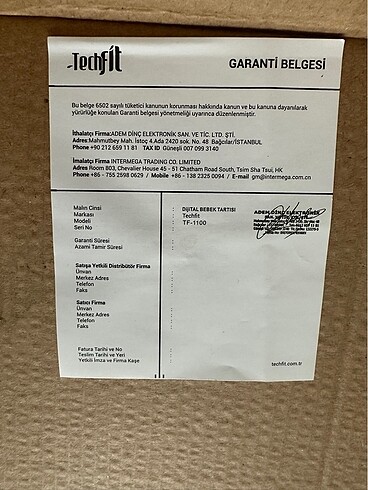 Techfit
GARANTİ BELGESİ
Bu belge 6502 sayılı tüketici kanunun korunması hakkında kanun ve bu kanuna dayanılarak
yürürlüğe konulan Garanti belgesi yönetmeliği uyarınca düzenlenmiştir.
İthalatçı Firma:ADEM DİNÇ ELEKTRONİK SAN. VE TİC. LTD. ŞTİ.
Adres:Mahmutbey Mah. İstoç 4.Ada 2420 sok. No. 48 Bağcılar/İSTANBUL
Phone +90 212 659 11 81 TAX ID Güneşli 007 090 3149
İmalatcı Firma INTERMEGA TRADING CO. LIMITED
Adres Room 803, Chevalier House 45 - 51 Chatham Road South, Tsim Sha Tsui, HK
Phone +86 - 755 2598 0629 / Mobile +86 - 138 2325 0094 / E-mail gm@intermega.com.cn
Malın Cinsi : DİJİTAL BEBEK TARTISI
Markası : Techfit
Modeli : TF-1100
Seri No :
Garanti Süresi :
Azami Tamir Süresi :
Satışa Yetkili Distribütör Firma
Ünvan :
Merkez Adres :
Telefon :
Faks :
Satıcı Firma
Ünvan :
Merkez Adres :
Telefon :
Faks :
Fatura Tarihi ve No :
Teslim Tarihi ve Yeri :
Yetkili İmza ve Firma Kaşe :
ADEM DİNÇ ELEKTRONİK
techfit.com.tr